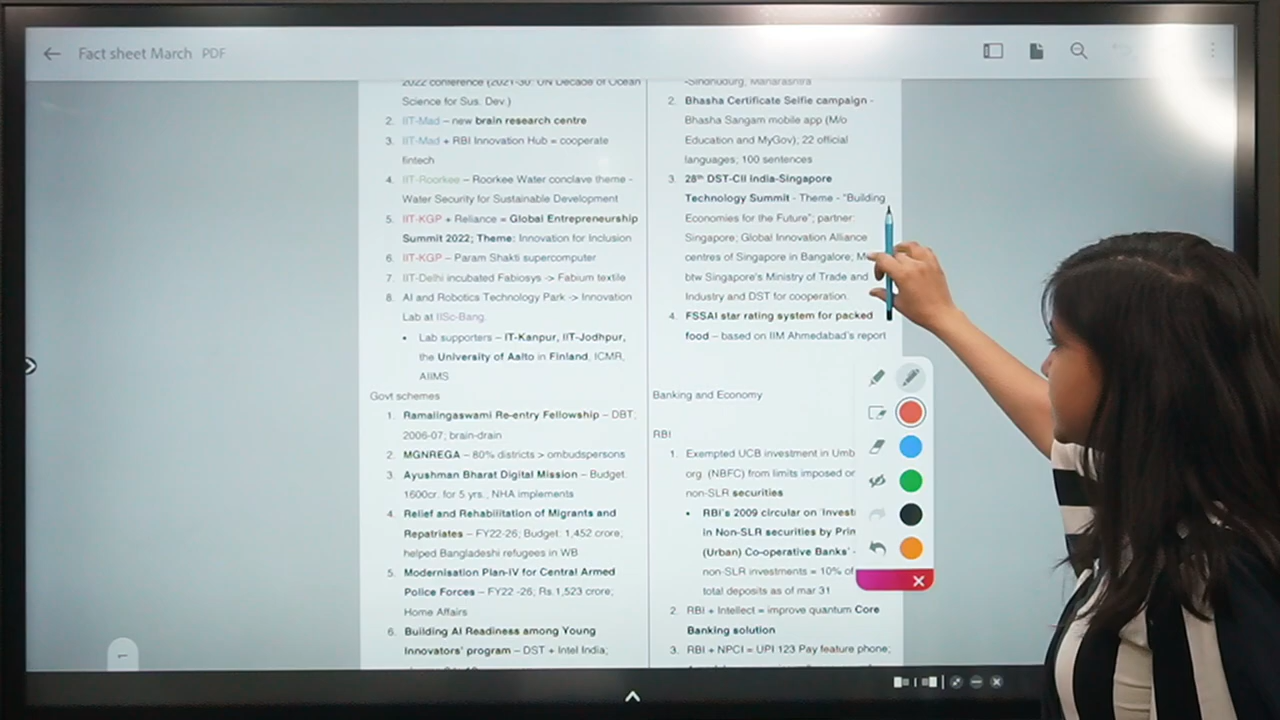 Fact sheet March PDF
2022 conference (2021-30: UN Decade of Ocean
Science for Sus. Dev.)
2. IIT-Mad – new brain research centre
3. IIT-Mad + RBI Innovation Hub = cooperate
fintech
4. IIT-Roorkee – Roorkee Water conclave theme -
Water Security for Sustainable Development
5. IIT-KGP + Reliance = Global Entrepreneurship
Summit 2022; Theme: Innovation for Inclusion
6. IIT-KGP – Param Shakti supercomputer
7. IIT-Delhi incubated Fabiosys -> Fabium textile
8. AI and Robotics Technology Park -> Innovation
Lab at IISc-Bang.
• Lab supporters – IT-Kanpur, IIT-Jodhpur,
the University of Aalto in Finland, ICMR,
AIIMS
Govt schemes
1. Ramalingaswami Re-entry Fellowship – DBT;
2006-07; brain-drain
2. MGNREGA – 80% districts > ombudspersons
3. Ayushman Bharat Digital Mission – Budget.
1600cr. for 5 yrs., NHA implements
4. Relief and Rehabilitation of Migrants and
Repatriates – FY22-26; Budget: 1,452 crore;
helped Bangladeshi refugees in WB
5. Modernisation Plan-IV for Central Armed
Police Forces – FY22 -26; Rs.1,523 crore;
Home Affairs
6. Building AI Readiness among Young
Innovators' program – DST + Intel India;
-Sindhudurg, Maharashtra
2. Bhasha Certificate Selfie campaign -
Bhasha Sangam mobile app (M/o
Education and MyGov); 22 official
languages; 100 sentences
3. 28th DST-CII India-Singapore
Technology Summit - Theme - "Building
Economies for the Future"; partner:
Singapore; Global Innovation Alliance
centres of Singapore in Bangalore;
btw Singapore's Ministry of Trade and
Industry and DST for cooperation.
4. FSSAI star rating system for packed
food – based on IIM Ahmedabad's report
Banking and Economy
RBI
1. Exempted UCB investment in Umb
org. (NBFC) from limits imposed or
non-SLR securities
• RBI's 2009 circular on 'Investi
in Non-SLR securities by Prin
(Urban) Co-operative Banks' -
non-SLR investments = 10% of
total deposits as of mar 31
2. RBI + Intellect = improve quantum Core
Banking solution
3. RBI + NPCI = UPI 123 Pay feature phone;